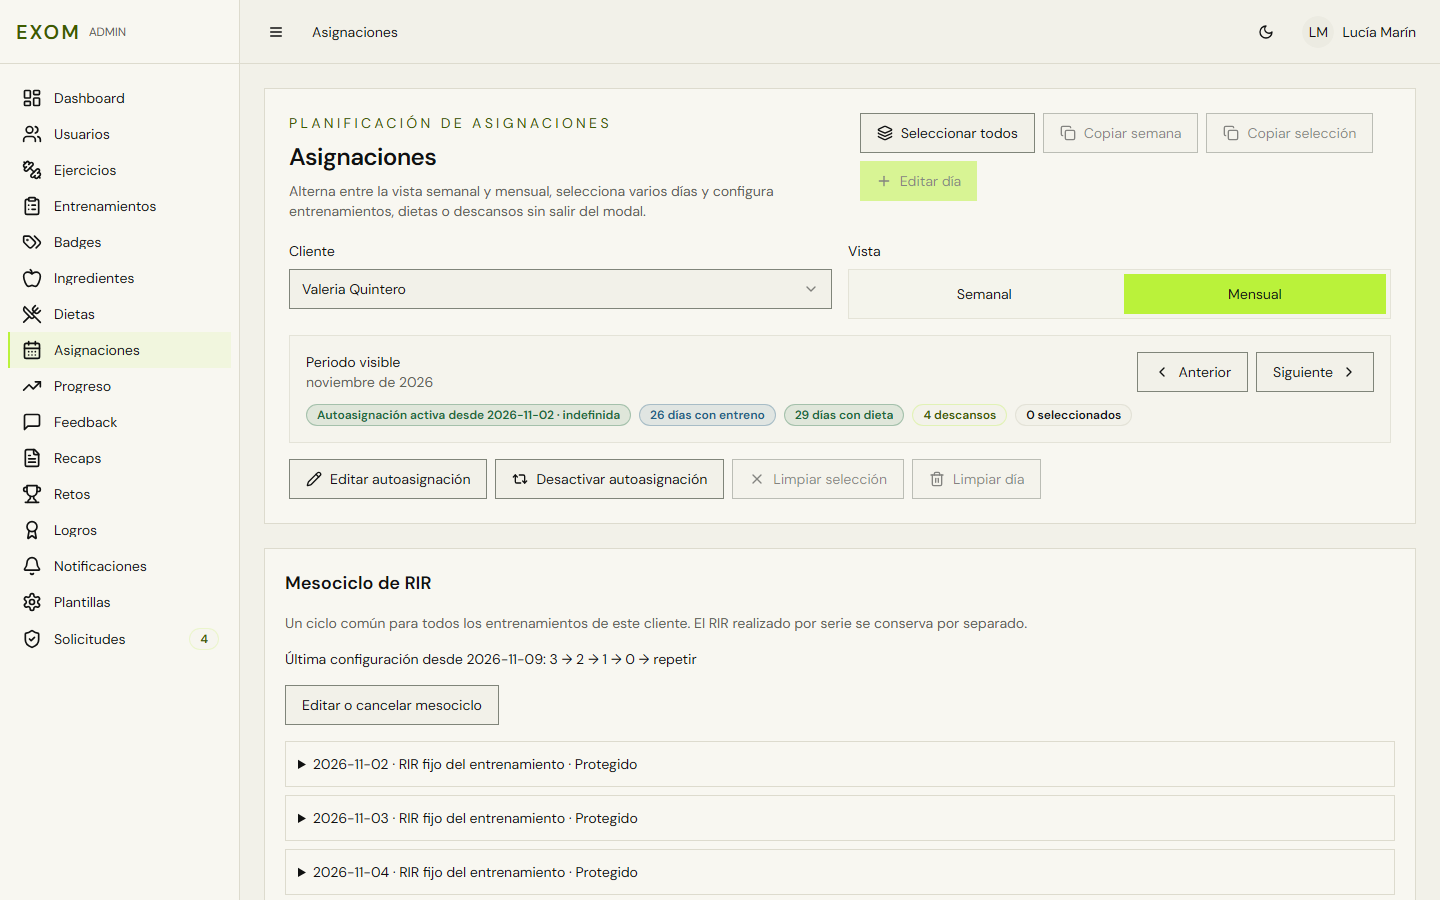 EXOM ADMIN
Asignaciones
LM Lucía Marín
Dashboard
Usuarios
Ejercicios
Entrenamientos
Badges
Ingredientes
Dietas
Asignaciones
Progreso
Feedback
Recaps
Retos
Logros
Notificaciones
Plantillas
Solicitudes 4
PLANIFICACIÓN DE ASIGNACIONES
Asignaciones
Alterna entre la vista semanal y mensual, selecciona varios días y configura
entrenamientos, dietas o descansos sin salir del modal.
Seleccionar todos Copiar semana Copiar selección
Editar día
Cliente
Valeria Quintero
Vista
Semanal Mensual
Periodo visible
noviembre de 2026
Anterior Siguiente
Autoasignación activa desde 2026-11-02 · indefinida 26 días con entreno 29 días con dieta 4 descansos 0 seleccionados
Editar autoasignación Desactivar autoasignación Limpiar selección Limpiar día
Mesociclo de RIR
Un ciclo común para todos los entrenamientos de este cliente. El RIR realizado por serie se conserva por separado.
Última configuración desde 2026-11-09: 3 → 2 → 1 → 0 → repetir
Editar o cancelar mesociclo
2026-11-02 · RIR fijo del entrenamiento · Protegido
2026-11-03 · RIR fijo del entrenamiento · Protegido
2026-11-04 · RIR fijo del entrenamiento · Protegido